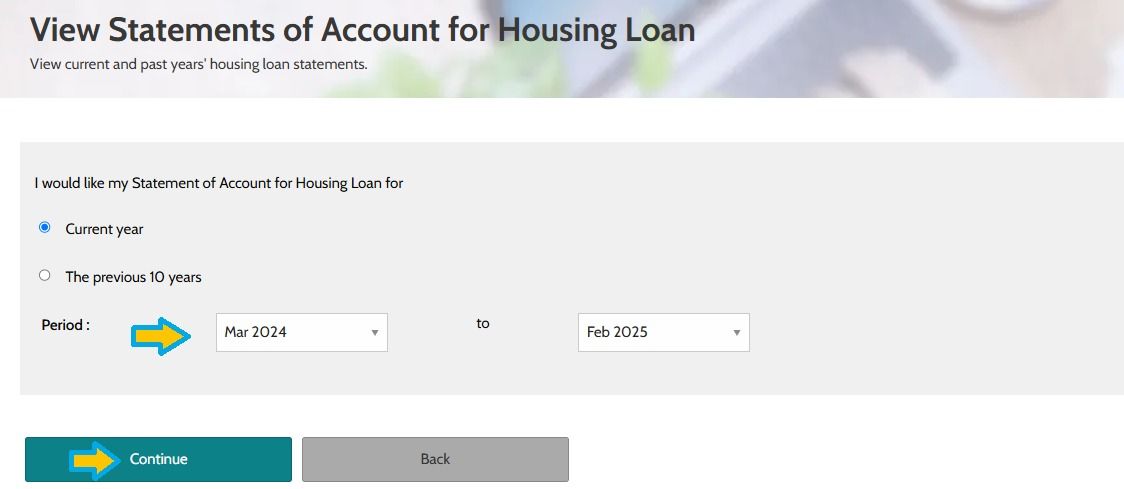 View Statements of Account for Housing Loan
View current and past years' housing loan statements.
I would like my Statement of Account for Housing Loan for
Current year
The previous 10 years
Period : Mar 2024 to Feb 2025
Continue Back